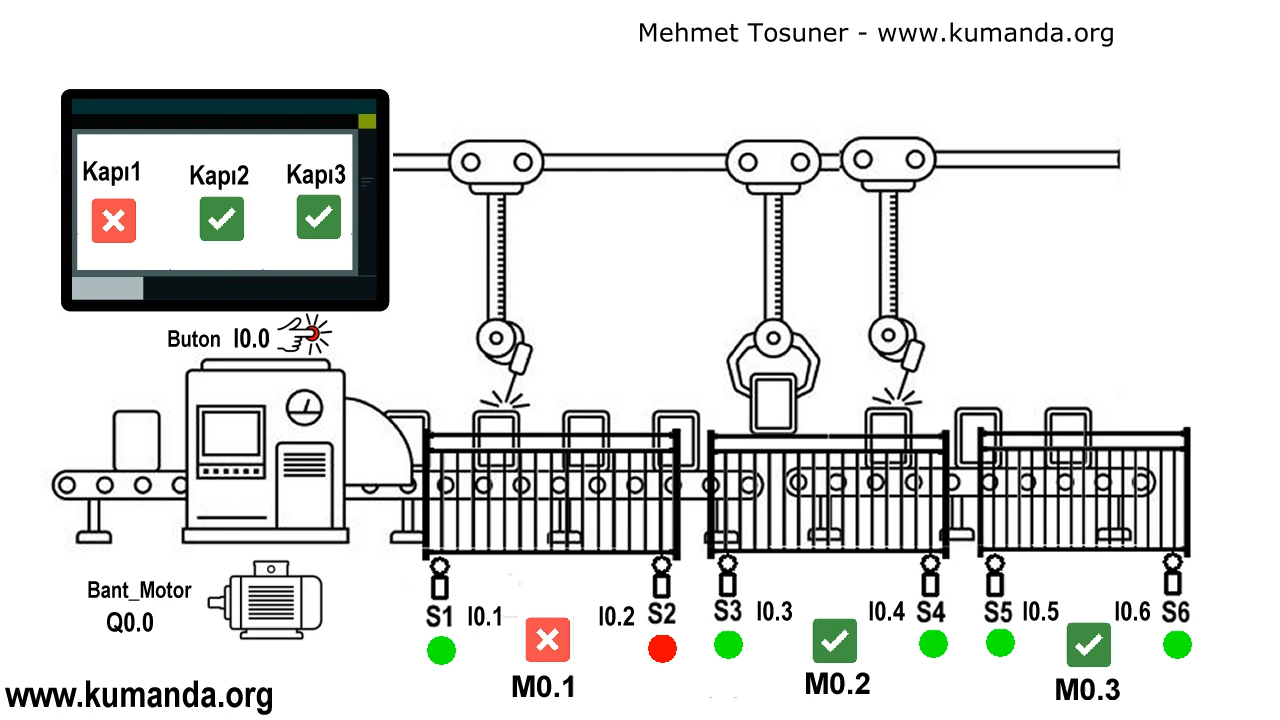 Mehmet Tosuner - www.kumanda.org
Kapı1 Kapı2 Kapı3
Buton I0.0
Bant_Motor
Q0.0
S1 I0.1 I0.2 S2 S3 I0.3 I0.4 S4 S5 I0.5 I0.6 S6
M0.1 M0.2 M0.3
www.kumanda.org